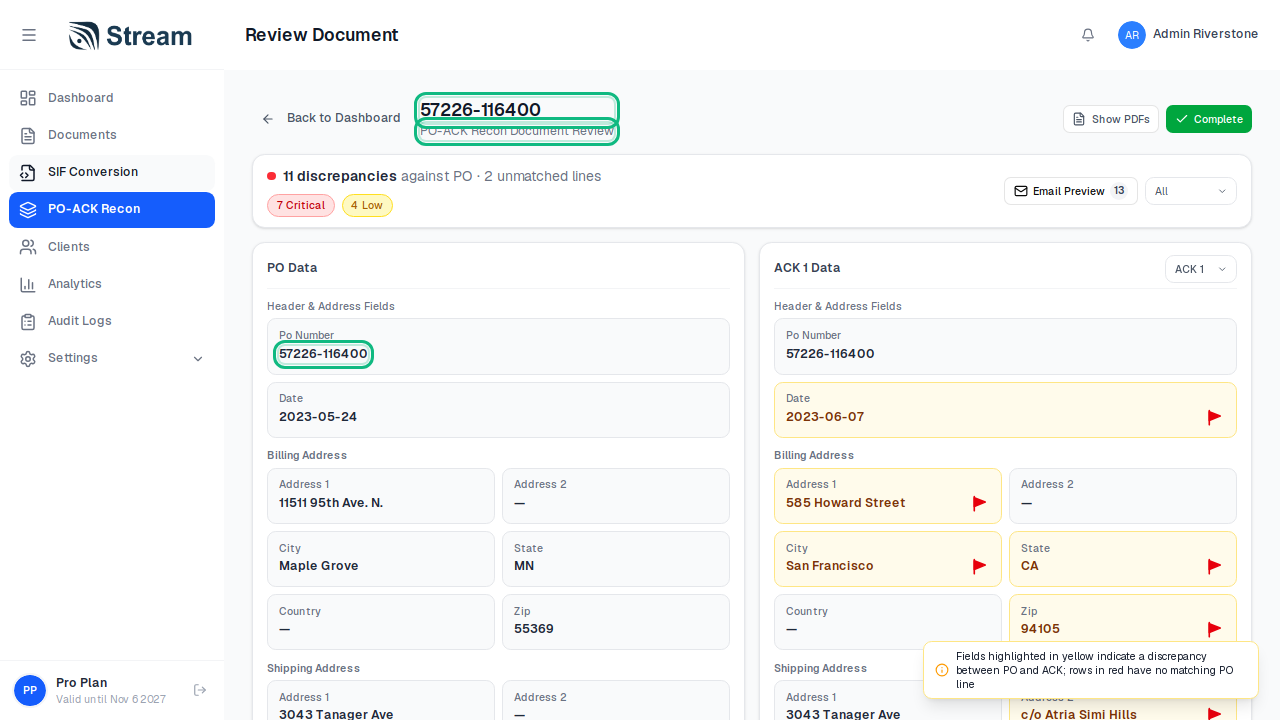 Stream
Review Document
AR
Admin Riverstone
Dashboard
Documents
SIF Conversion
PO-ACK Recon
Clients
Analytics
Audit Logs
Settings
PP
Pro Plan
Valid until Nov 6 2027
Back to Dashboard
57226-116400
PO-ACK Recon Document Review
Show PDFs
Complete
11 discrepancies against PO · 2 unmatched lines
7 Critical
4 Low
Email Preview 13
All
PO Data
Header & Address Fields
Po Number
57226-116400
Date
2023-05-24
Billing Address
Address 1
11511 95th Ave. N.
Address 2
—
City
Maple Grove
State
MN
Country
—
Zip
55369
Shipping Address
Address 1
3043 Tanager Ave
Address 2
—
ACK 1 Data
ACK 1
Header & Address Fields
Po Number
57226-116400
Date
2023-06-07
Billing Address
Address 1
585 Howard Street
Address 2
—
City
San Francisco
State
CA
Country
—
Zip
94105
Shipping Address
Address 1
3043 Tanager Ave
Address 2
c/o Atria Simi Hills
Fields highlighted in yellow indicate a discrepancy
between PO and ACK; rows in red have no matching PO
line